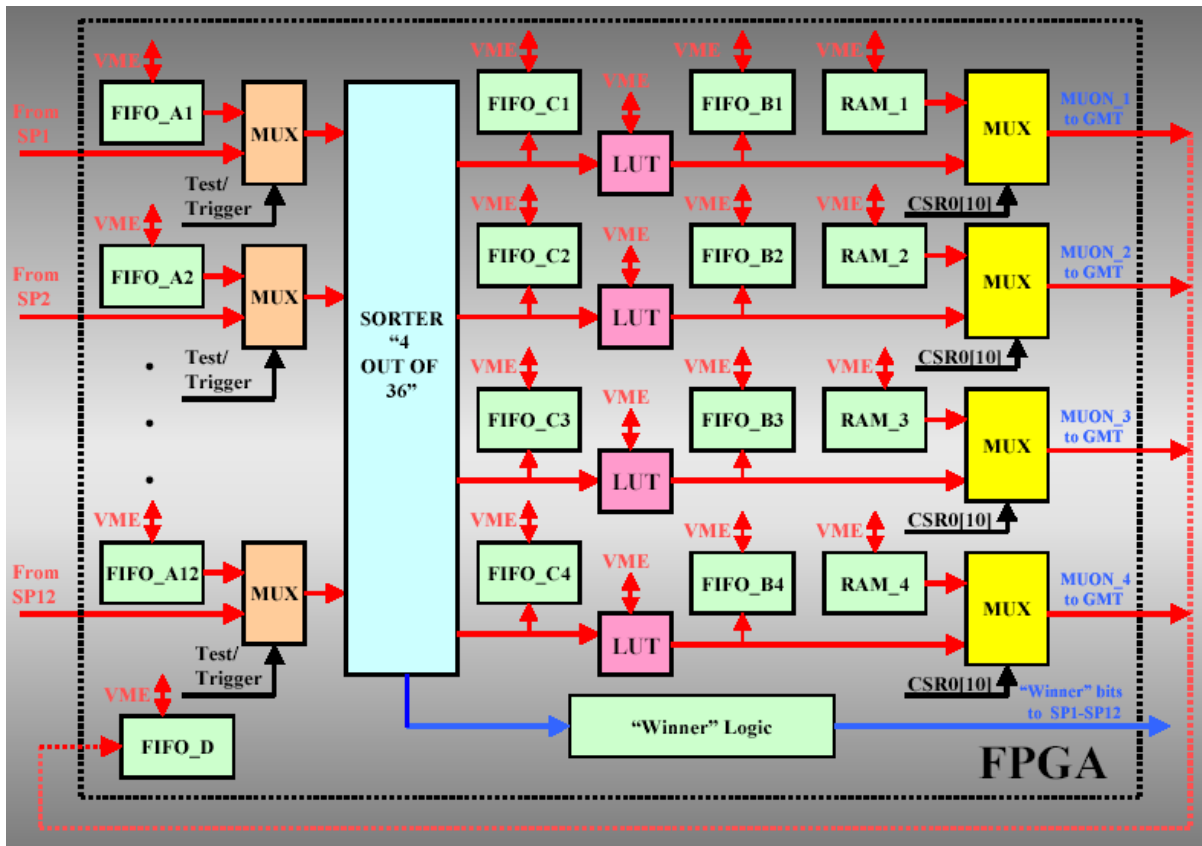 VME
VME
VME
VME
FIFO_A1
MUX
FIFO_C1
VME
FIFO_B1
RAM_1
MUX
MUON_1
to GMT
From
SP1
LUT
Test/
Trigger
CSR0[10]
VME
VME
VME
VME
FIFO_A2
MUX
FIFO_C2
VME
FIFO_B2
RAM_2
MUX
MUON_2
to GMT
From
SP2
LUT
Test/
Trigger
CSR0[10]
SORTER
“4
OUT OF
36”
VME
VME
VME
FIFO_C3
VME
FIFO_B3
RAM_3
MUX
MUON_3
to GMT
LUT
CSR0[10]
VME
VME
VME
VME
FIFO_A12
MUX
FIFO_C4
VME
FIFO_B4
RAM_4
MUX
MUON_4
to GMT
From
SP12
LUT
Test/
Trigger
CSR0[10]
VME
FIFO_D
“Winner” Logic
“Winner” bits
to SP1-SP12
FPGA